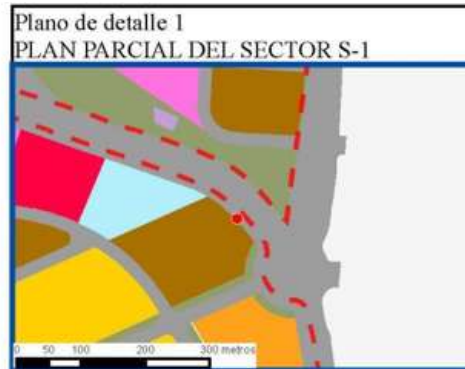 Plano de detalle 1
PLAN PARCIAL DEL SECTOR S-1
0 50 100 200 300 metros